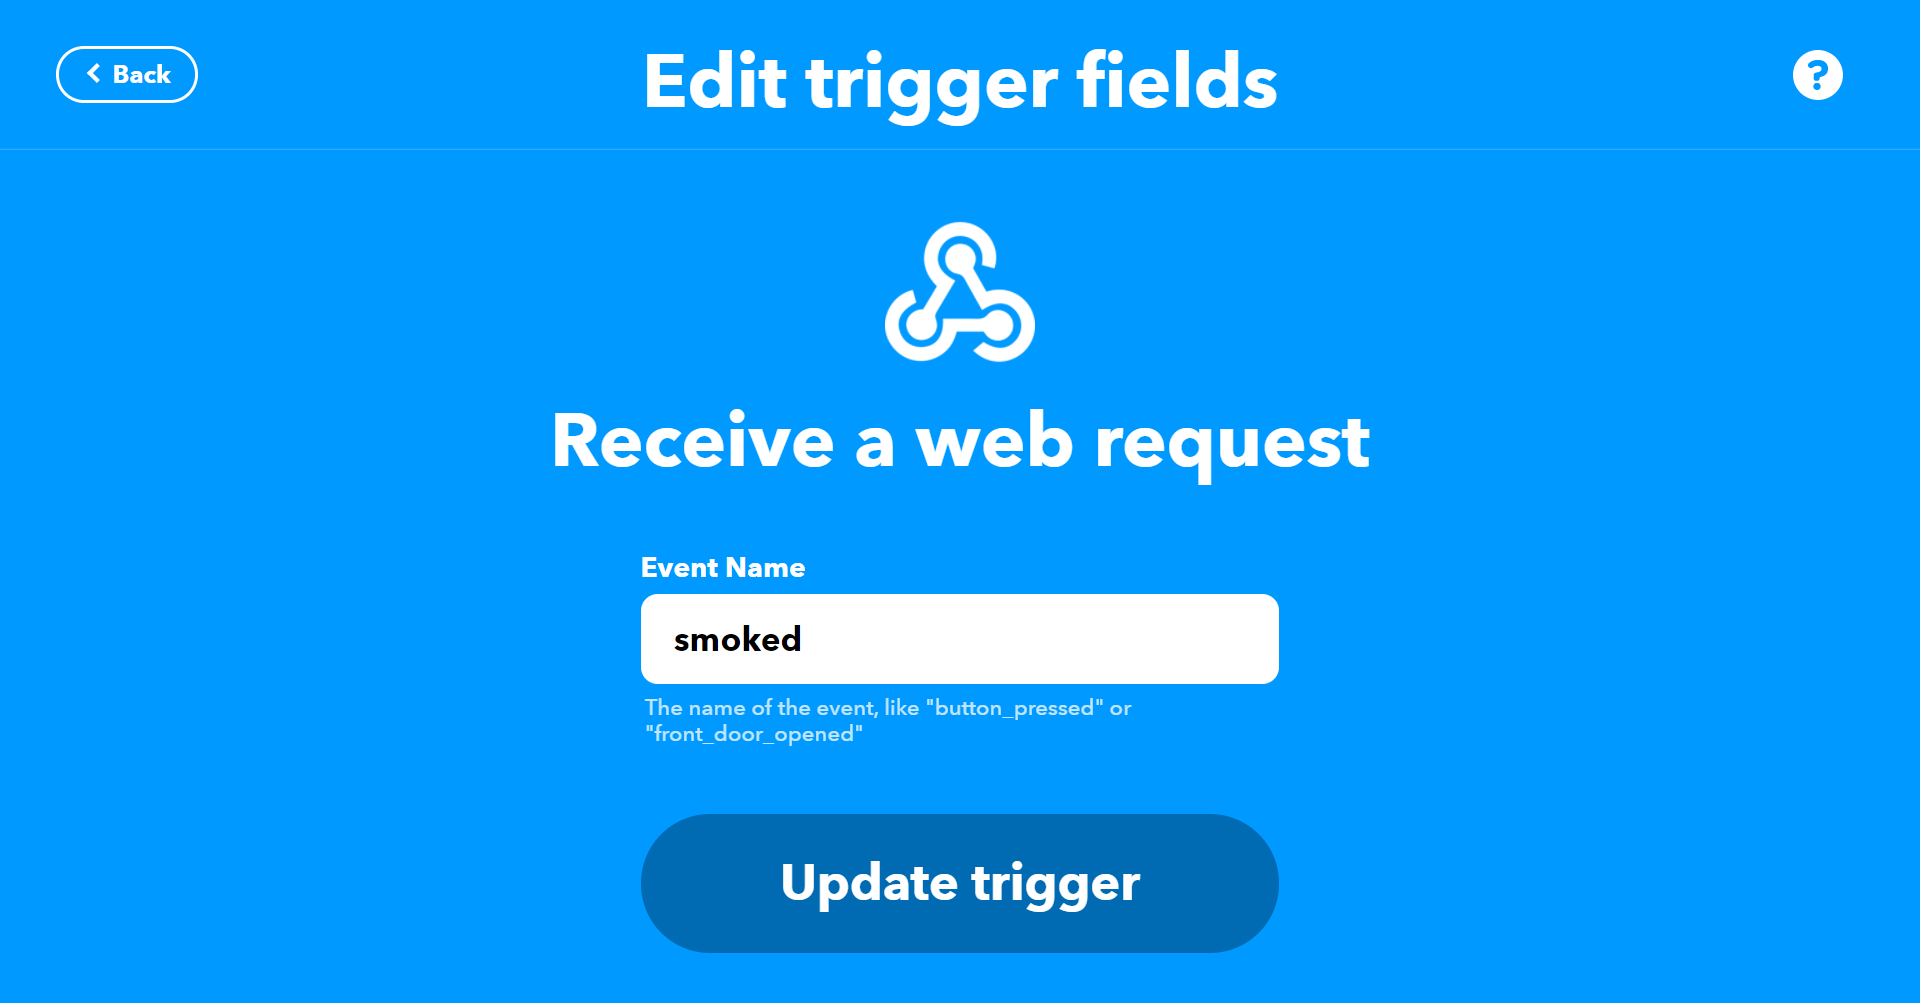 Back
Edit trigger fields
?
Receive a web request
Event Name
smoked
The name of the event, like "button_pressed" or
"front_door_opened"
Update trigger